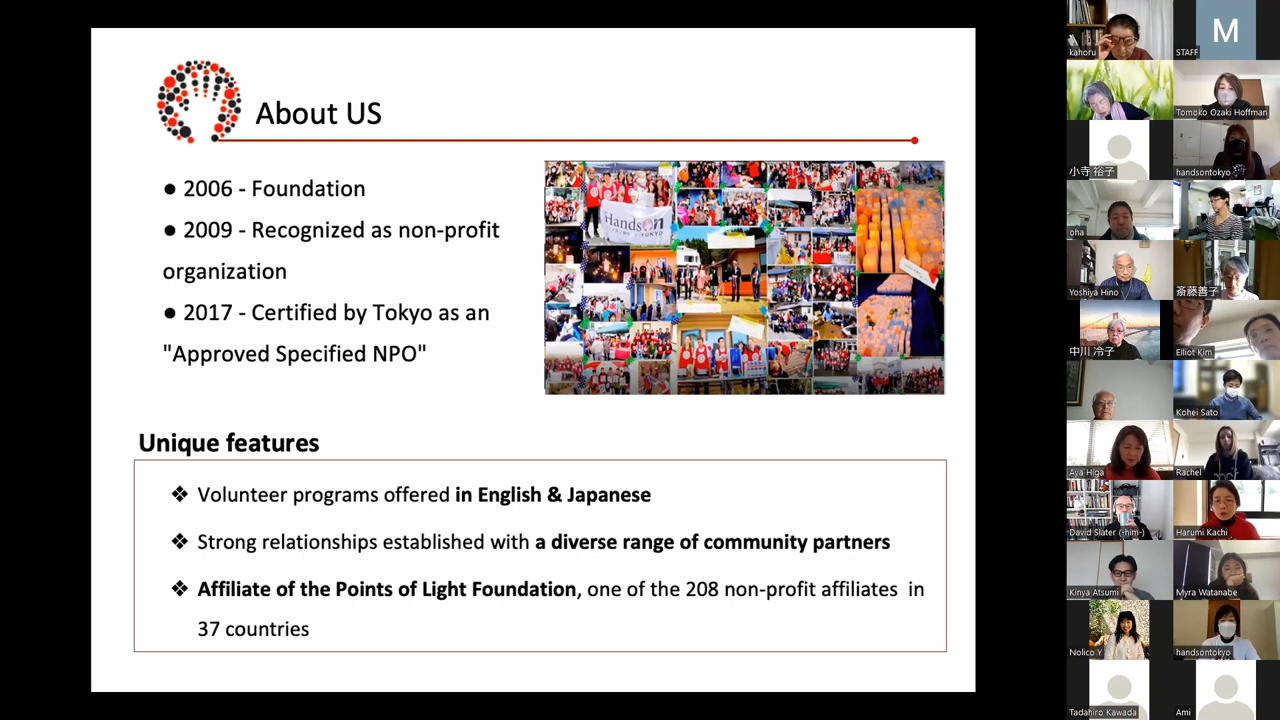 About US
● 2006 - Foundation
● 2009 - Recognized as non-profit
organization
● 2017 - Certified by Tokyo as an
"Approved Specified NPO"
HandsOn
TOKYO
Unique features
❖ Volunteer programs offered in English & Japanese
❖ Strong relationships established with a diverse range of community partners
❖ Affiliate of the Points of Light Foundation, one of the 208 non-profit affiliates in
37 countries
kahoru
M
STAFF
Tomoko Ozaki Hoffman
小寺 裕子
handsontokyo
oha
Yoshiya Hino
斎藤善子
中川 冷子
Elliot Kim
Kohei Sato
Aya Higa
Rachel
David Slater (-him-)
Harumi Kachi
Kinya Atsumi
Myra Watanabe
Nolico Y
handsontokyo
Tadahiro Kawada
Ami